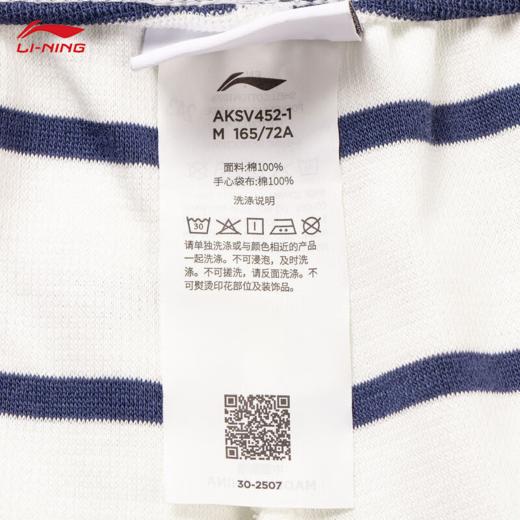 LI-NING
AKSV452-1
M 165/72A
面料:棉100%
手心袋布:棉100%
洗涤说明
30
请单独洗涤或与颜色相近的产品
一起洗涤。不可浸泡，及时洗
涤。不可搓洗，请反面洗涤。不
可熨烫印花部位及装饰品。
30-2507